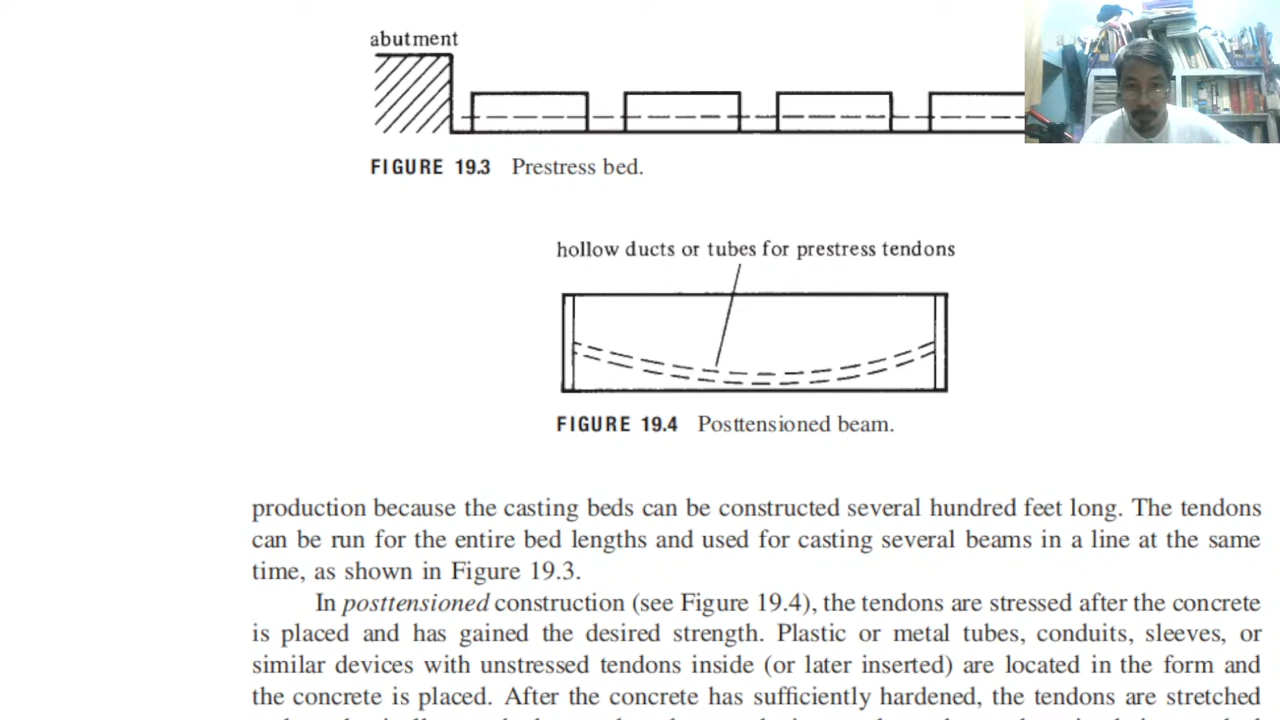 abutment
FIGURE 19.3 Prestress bed.
hollow ducts or tubes for prestress tendons
FIGURE 19.4 Posttensioned beam.
production because the casting beds can be constructed several hundred feet long. The tendons
can be run for the entire bed lengths and used for casting several beams in a line at the same
time, as shown in Figure 19.3.
In posttensioned construction (see Figure 19.4), the tendons are stressed after the concrete
is placed and has gained the desired strength. Plastic or metal tubes, conduits, sleeves, or
similar devices with unstressed tendons inside (or later inserted) are located in the form and
the concrete is placed. After the concrete has sufficiently hardened, the tendons are stretched